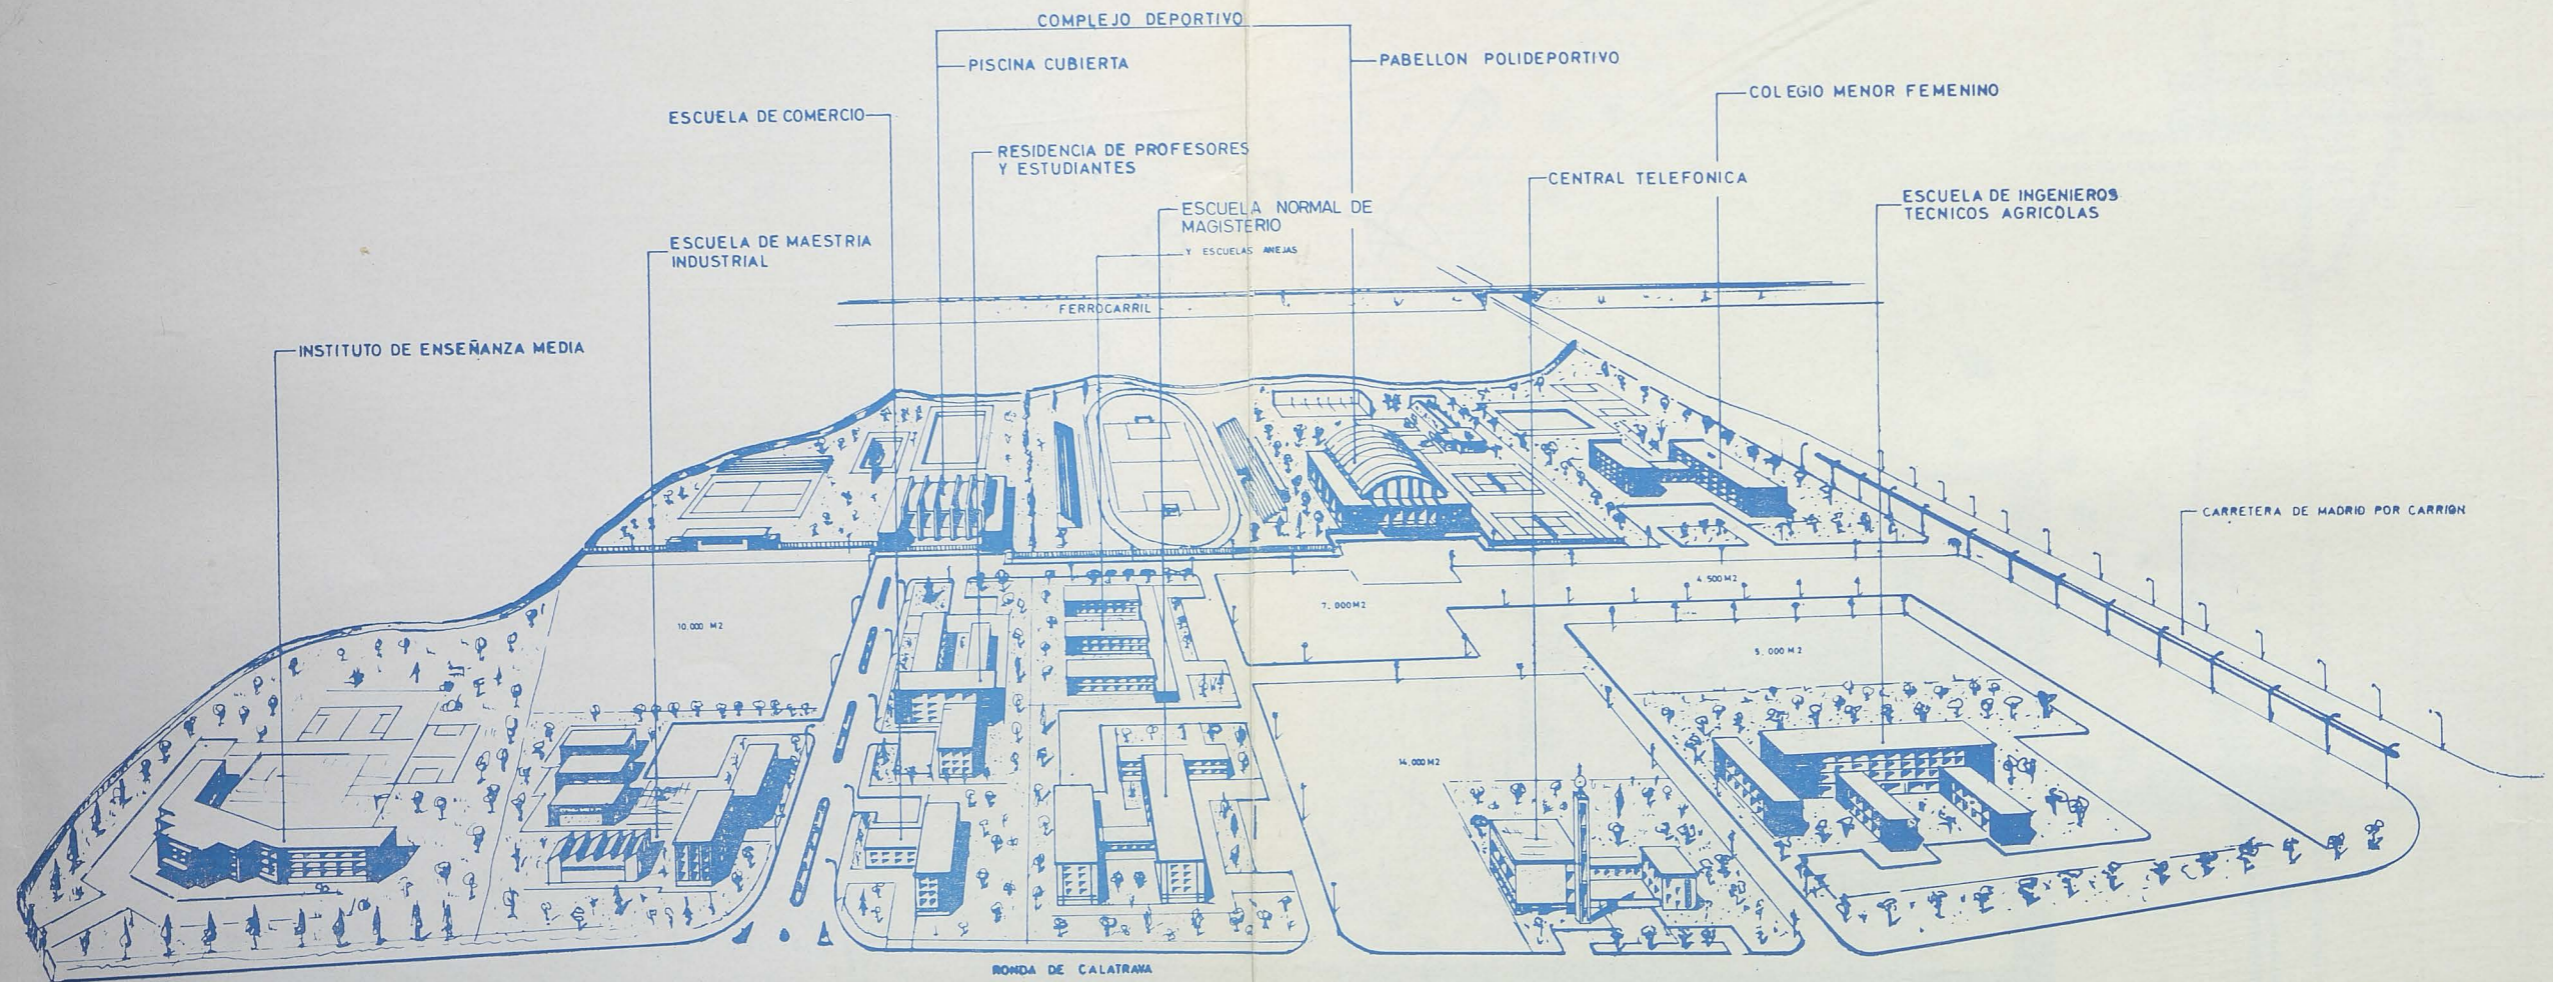 COMPLEJO DEPORTIVO
PISCINA CUBIERTA
PABELLON POLIDEPORTIVO
COLEGIO MENOR FEMENINO
ESCUELA DE COMERCIO
RESIDENCIA DE PROFESORES
Y ESTUDIANTES
CENTRAL TELEFONICA
ESCUELA DE INGENIEROS
TECNICOS AGRICOLAS
ESCUELA NORMAL DE
MAGISTERIO
Y ESCUELAS ANEJAS
ESCUELA DE MAESTRIA
INDUSTRIAL
FERROCARRIL
INSTITUTO DE ENSEÑANZA MEDIA
CARRETERA DE MADRID POR CARRION
4.500 M2
7.000 M2
10.000 M2
5.000 M2
14.000 M2
RONDA DE CALATRAVA